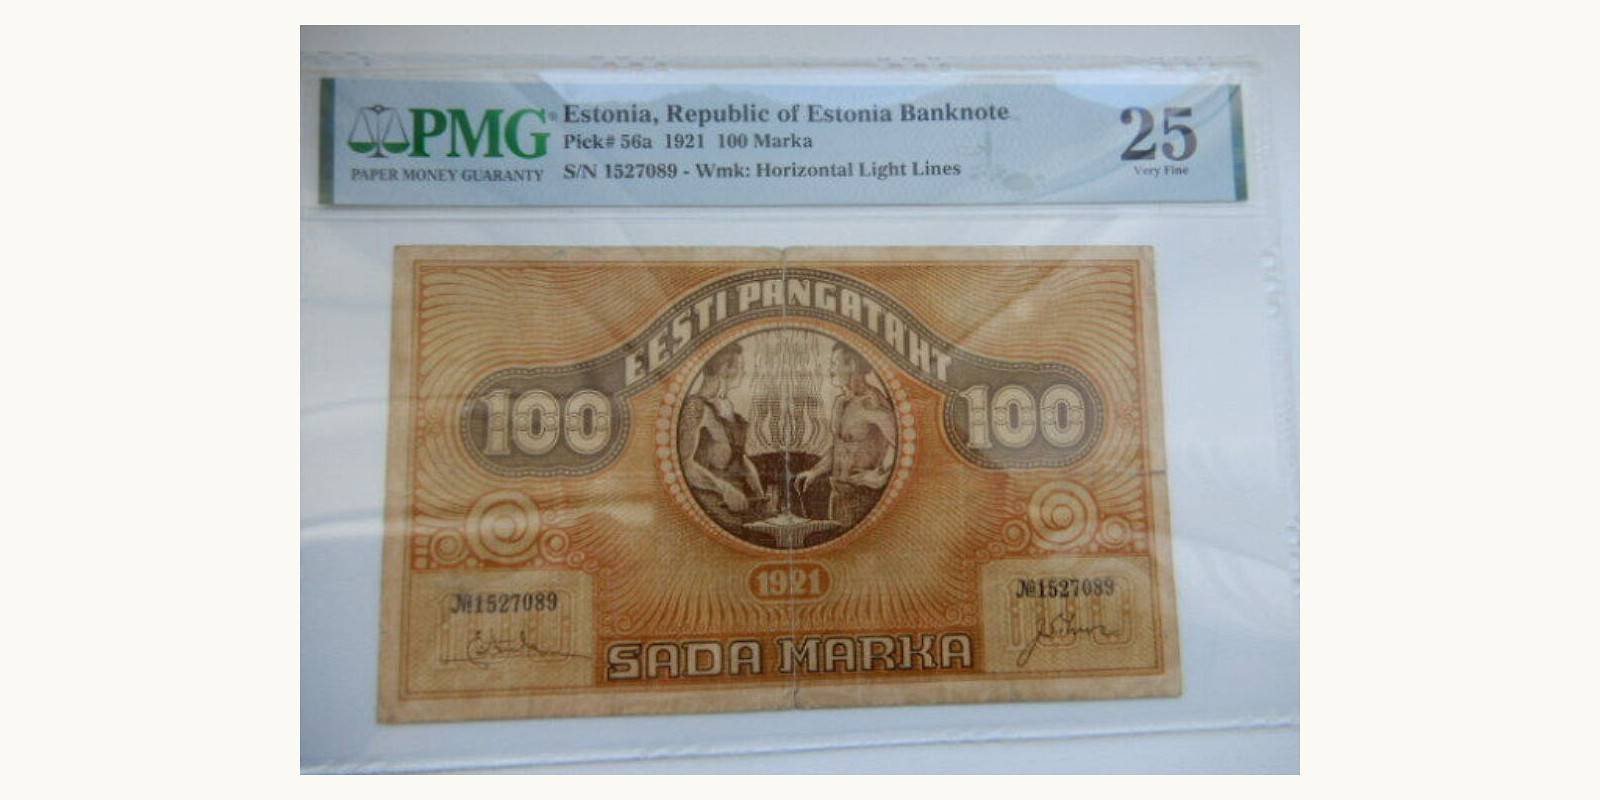 PMG
PAPER MONEY GUARANTY
Estonia, Republic of Estonia Banknote
Pick# 56a 1921 100 Marka
S/N 1527089 - Wmk: Horizontal Light Lines
25
Very Fine
EESTI PANGATAHT
100
100
1921
№1527089
№1527089
SADA MARKA